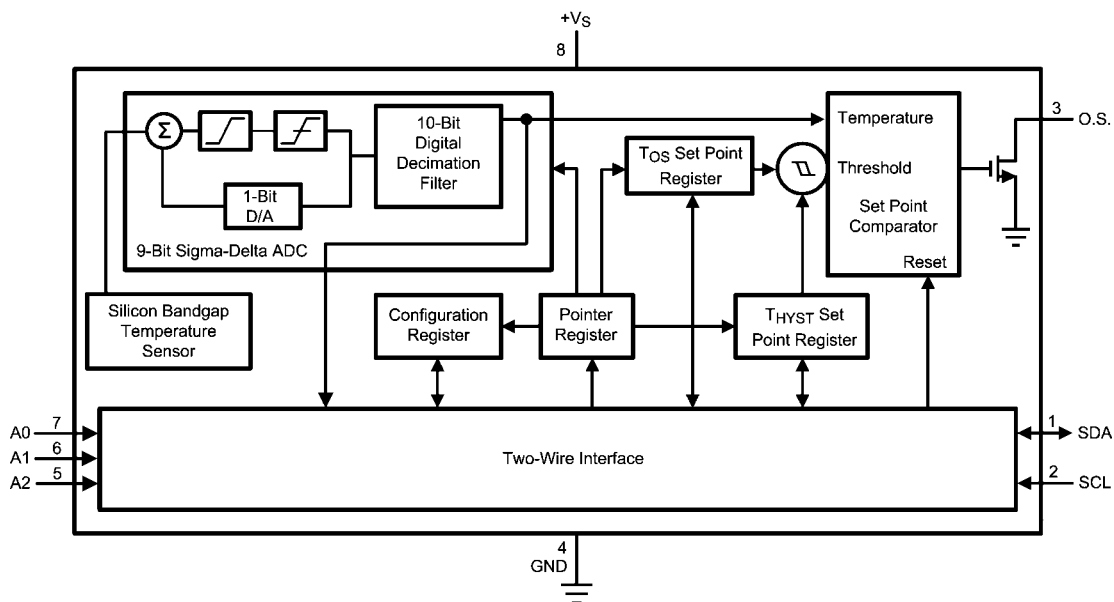 +VS
8
Σ
10-Bit
Digital
Decimation
Filter
1-Bit
D/A
9-Bit Sigma-Delta ADC
TOS Set Point
Register
Temperature
Threshold
Set Point
Comparator
Reset
3
O.S.
Silicon Bandgap
Temperature
Sensor
Configuration
Register
Pointer
Register
THYST Set
Point Register
A0
7
A1
6
A2
5
Two-Wire Interface
1
SDA
2
SCL
4
GND